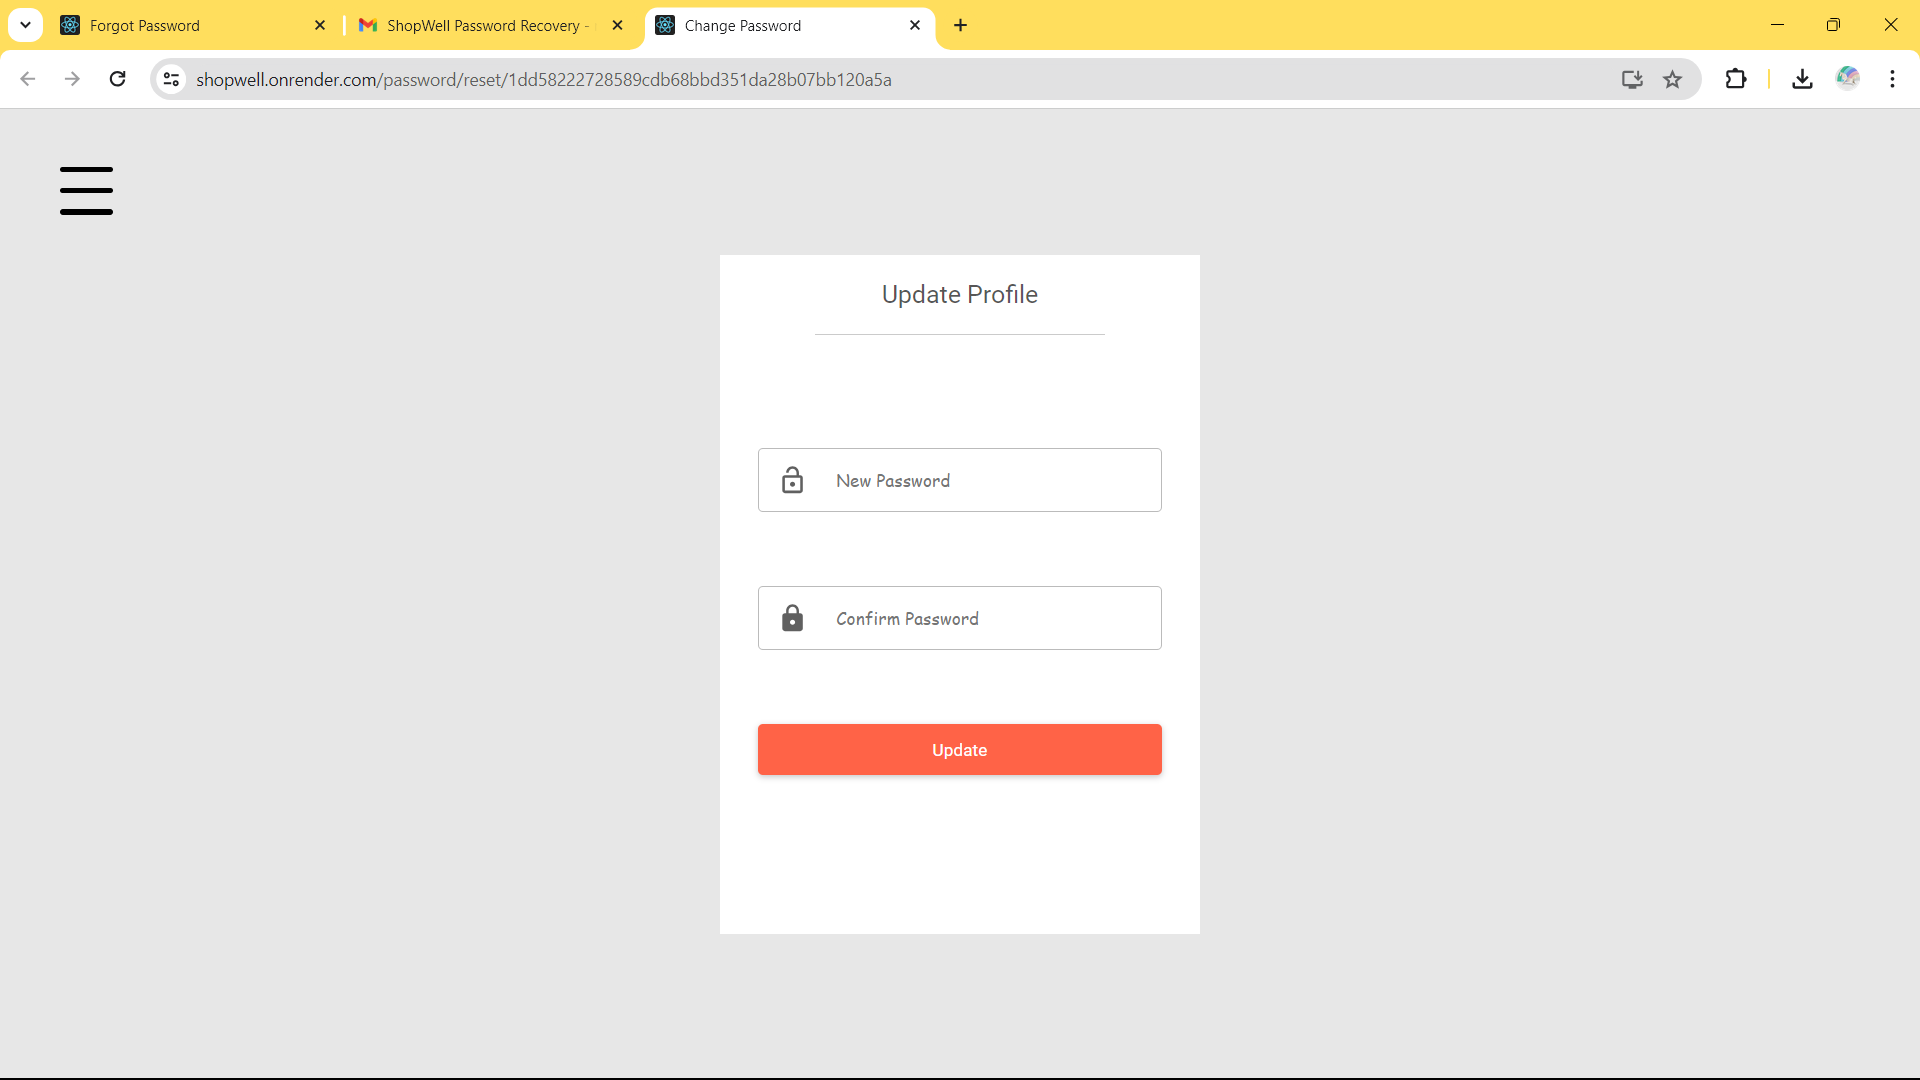 Forgot Password
ShopWell Password Recovery -
Change Password
shopwell.onrender.com/password/reset/1dd58222728589cdb68bbd351da28b07bb120a5a
Update Profile
New Password
Confirm Password
Update